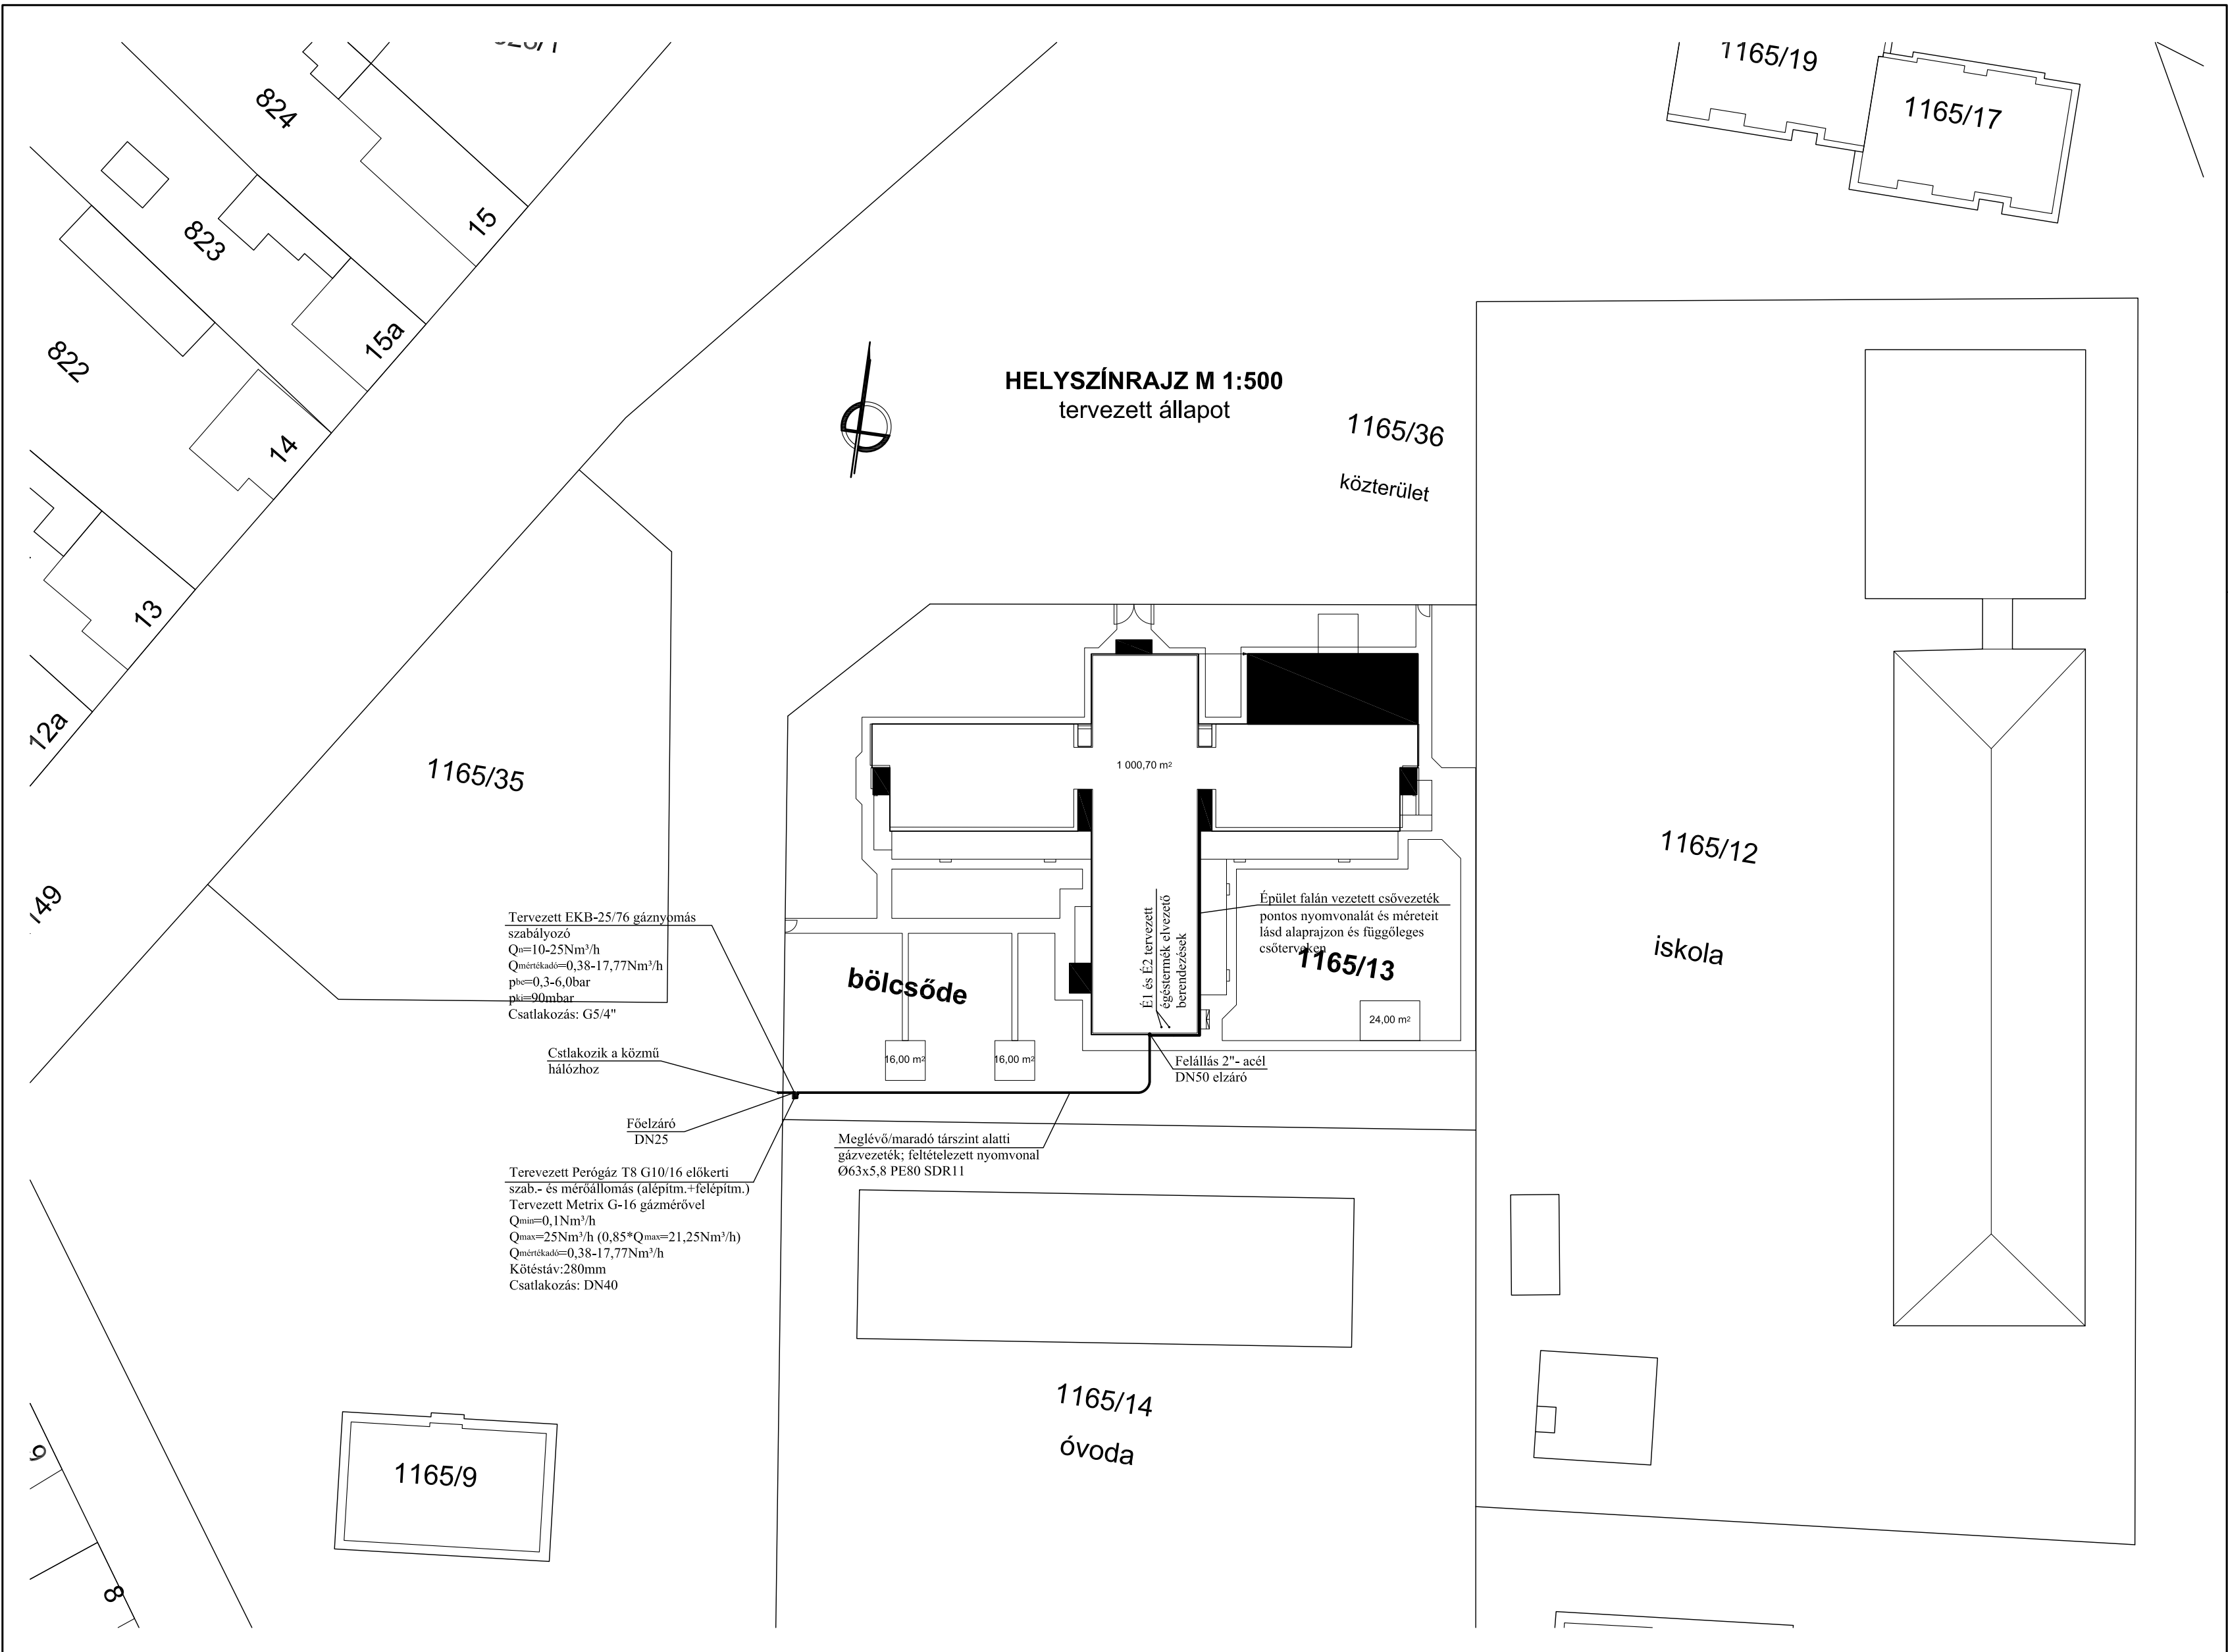 824
1165/19
1165/17
15
823
15a
822
HELYSZÍNRAJZ M 1:500
tervezett állapot
14
1165/36
közterület
13
12a
1165/35
1 000,70 m²
1165/12
149
iskola
Tervezett EKB-25/76 gáznyomás
szabályozó
Qn=10-25Nm³/h
Qmértékadó=0,38-17,77Nm³/h
pbe=0,3-6,0bar
pki=90mbar
Csatlakozás: G5/4"
Épület falán vezetett csővezeték
pontos nyomvonalát és méreteit
lásd alaprajzon és függőleges
csőterveken
1165/13
É1 és É2 tervezett
égéstermék elvezető
berendezések
bölcsőde
24,00 m²
16,00 m²
16,00 m²
Cstlakozik a közmű
hálózhoz
Felállás 2"- acél
DN50 elzáró
Főelzáró
DN25
Meglévő/maradó társzint alatti
gázvezeték; feltételezett nyomvonal
Ø63x5,8 PE80 SDR11
Terevezett Perógáz T8 G10/16 előkerti
szab.- és mérőállomás (alépítm.+felépítm.)
Tervezett Metrix G-16 gázmérővel
Qmin=0,1Nm³/h
Qmax=25Nm³/h (0,85*Qmax=21,25Nm³/h)
Qmértékadó=0,38-17,77Nm³/h
Kötéstáv:280mm
Csatlakozás: DN40
1165/14
óvoda
1165/9
9
8